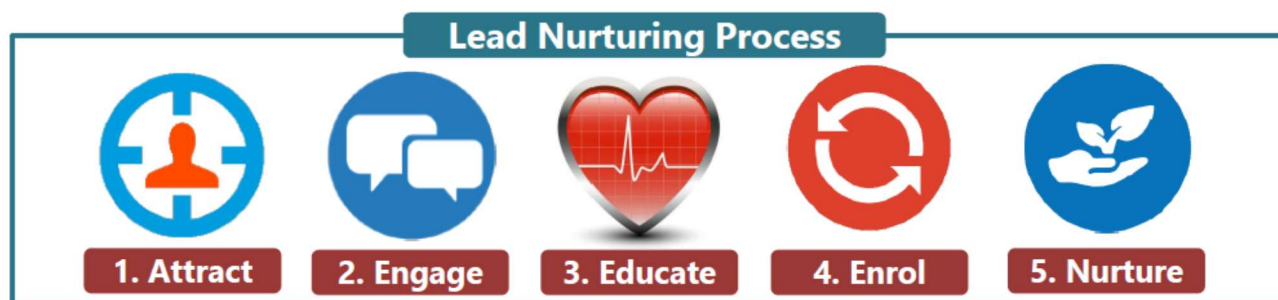 Lead Nurturing Process
1. Attract
2. Engage
3. Educate
4. Enrol
5. Nurture